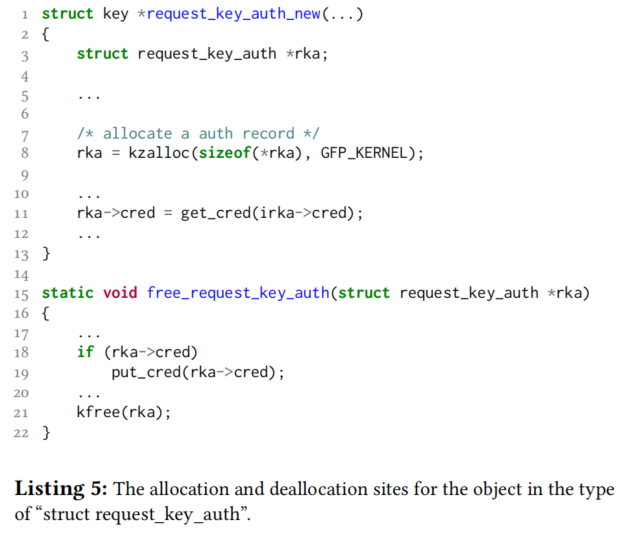 1 struct key *request_key_auth_new(...)
2 {
3     struct request_key_auth *rka;
4
5     ...
6
7     /* allocate a auth record */
8     rka = kzalloc(sizeof(*rka), GFP_KERNEL);
9
10     ...
11     rka->cred = get_cred(irka->cred);
12     ...
13 }
14
15 static void free_request_key_auth(struct request_key_auth *rka)
16 {
17     ...
18     if (rka->cred)
19         put_cred(rka->cred);
20     ...
21     kfree(rka);
22 }
Listing 5: The allocation and deallocation sites for the object in the type
of “struct request_key_auth”.